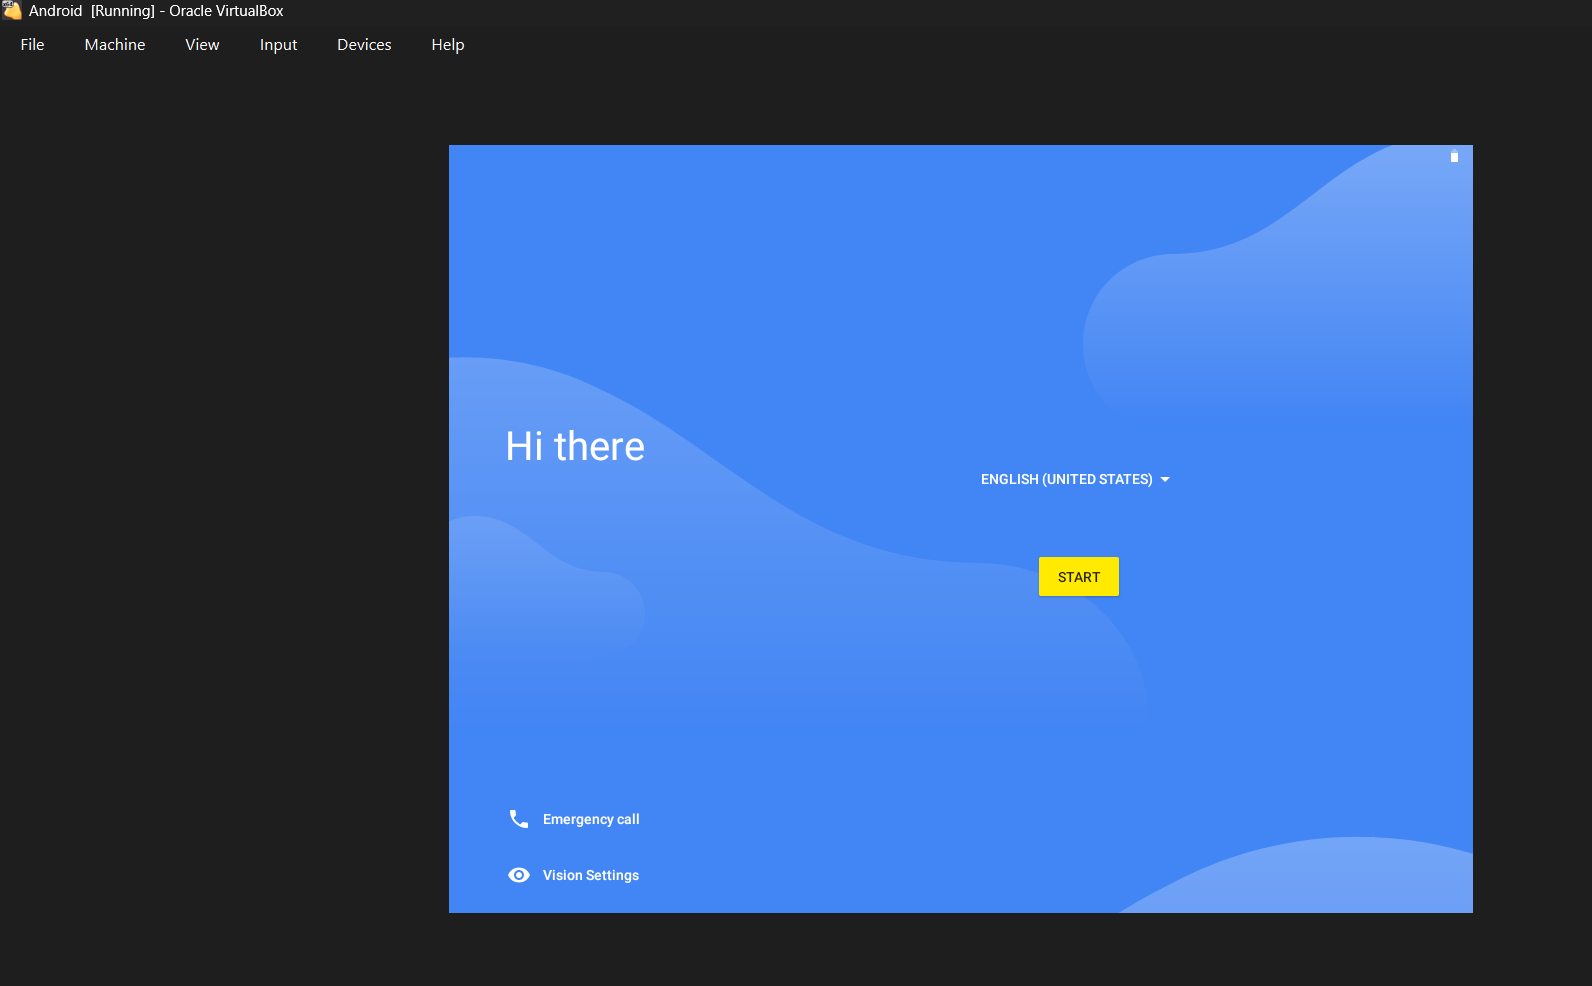 Android [Running] - Oracle VirtualBox
File Machine View Input Devices Help
Hi there
ENGLISH (UNITED STATES)
START
Emergency call
Vision Settings